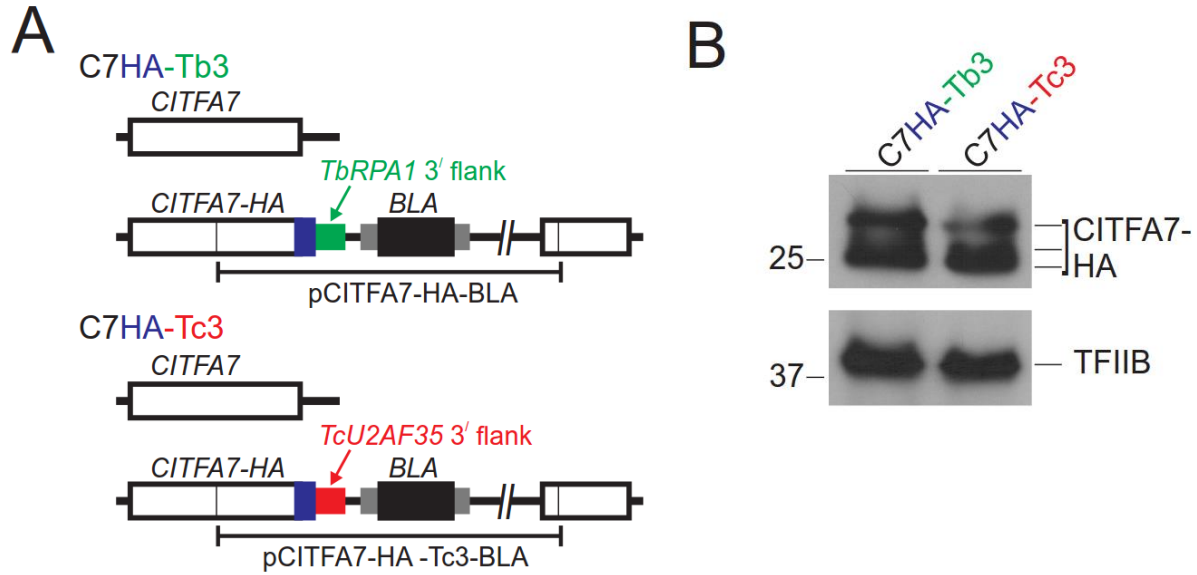 A
C7HA-Tb3
CITFA7
TbRPA1 3/ flank
CITFA7-HA
BLA
pCITFA7-HA-BLA
C7HA-Tc3
CITFA7
TcU2AF35 3/ flank
CITFA7-HA
BLA
pCITFA7-HA -Tc3-BLA
B
C7HA-Tb3
C7HA-Tc3
25
CITFA7-
HA
37
TFIIB